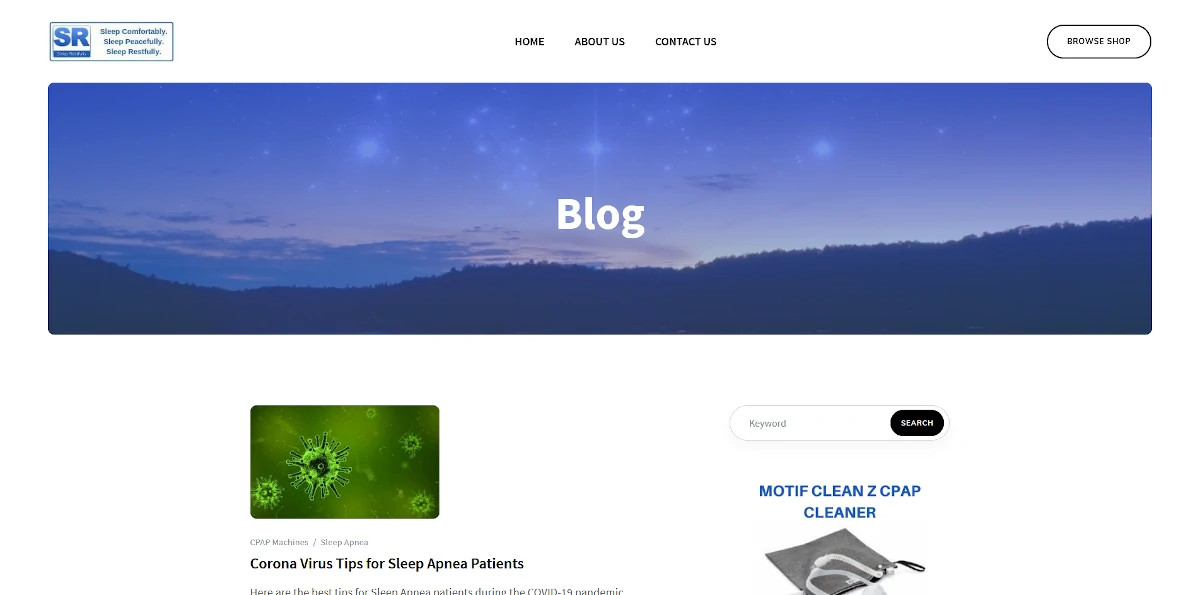 SR
Sleep Restfully
Sleep Comfortably.
Sleep Peacefully.
Sleep Restfully.
HOME
ABOUT US
CONTACT US
BROWSE SHOP
Blog
Keyword
SEARCH
MOTIF CLEAN Z CPAP
CLEANER
CPAP Machines / Sleep Apnea
Corona Virus Tips for Sleep Apnea Patients
Here are the best tips for Sleep Apnea patients during the COVID-19 pandemic